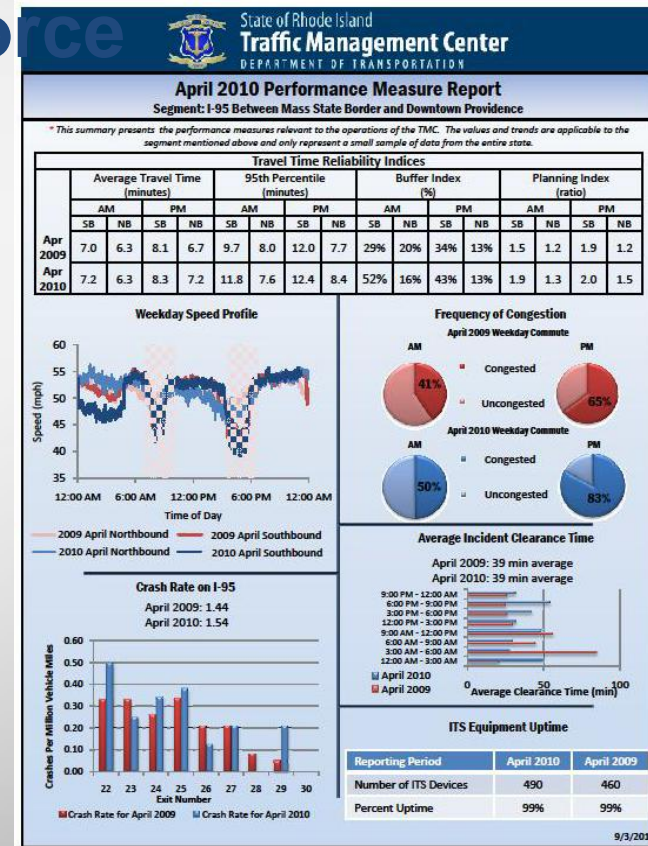 orce
State of Rhode Island
Traffic Management Center
DEPARTMENT OF TRANSPORTATION
April 2010 Performance Measure Report
Segment: I-95 Between Mass State Border and Downtown Providence
* This summary presents the performance measures relevant to the operations of the TMC. The values and trends are applicable to the
segment mentioned above and only represent a small sample of data from the entire state.
Travel Time Reliability Indices
Average Travel Time (minutes) 95th Percentile (minutes) Buffer Index (%) Planning Index (ratio)
AM PM AM PM AM PM AM PM
SB NB SB NB SB NB SB NB SB NB SB NB SB NB SB NB
Apr 2009 7.0 6.3 8.1 6.7 9.7 8.0 12.0 7.7 29% 20% 34% 13% 1.5 1.2 1.9 1.2
Apr 2010 7.2 6.3 8.3 7.2 11.8 7.6 12.4 8.4 52% 16% 43% 13% 1.9 1.3 2.0 1.5
Weekday Speed Profile
60
55
50
45
40
35
Speed (mph)
12:00 AM 6:00 AM 12:00 PM 6:00 PM 12:00 AM
Time of Day
2009 April Northbound 2009 April Southbound
2010 April Northbound 2010 April Southbound
Crash Rate on I-95
April 2009: 1.44
April 2010: 1.54
0.60
0.50
0.40
0.30
0.20
0.10
0.00
Crashes Per Million Vehicle Miles
22 23 24 25 26 27 28 29 30
Exit Number
Crash Rate for April 2009 Crash Rate for April 2010
Frequency of Congestion
April 2009 Weekday Commute
AM PM
Congested
41%
Uncongested
65%
April 2010 Weekday Commute
AM PM
Congested
50%
Uncongested
83%
Average Incident Clearance Time
April 2009: 39 min average
April 2010: 39 min average
9:00 PM - 12:00 AM
6:00 PM - 9:00 PM
3:00 PM - 6:00 PM
12:00 PM - 3:00 PM
9:00 AM - 12:00 PM
6:00 AM - 9:00 AM
3:00 AM - 6:00 AM
12:00 AM - 3:00 AM
April 2010
April 2009
0 50 100
Average Clearance Time (min)
ITS Equipment Uptime
Reporting Period April 2010 April 2009
Number of ITS Devices 490 460
Percent Uptime 99% 99%
9/3/201